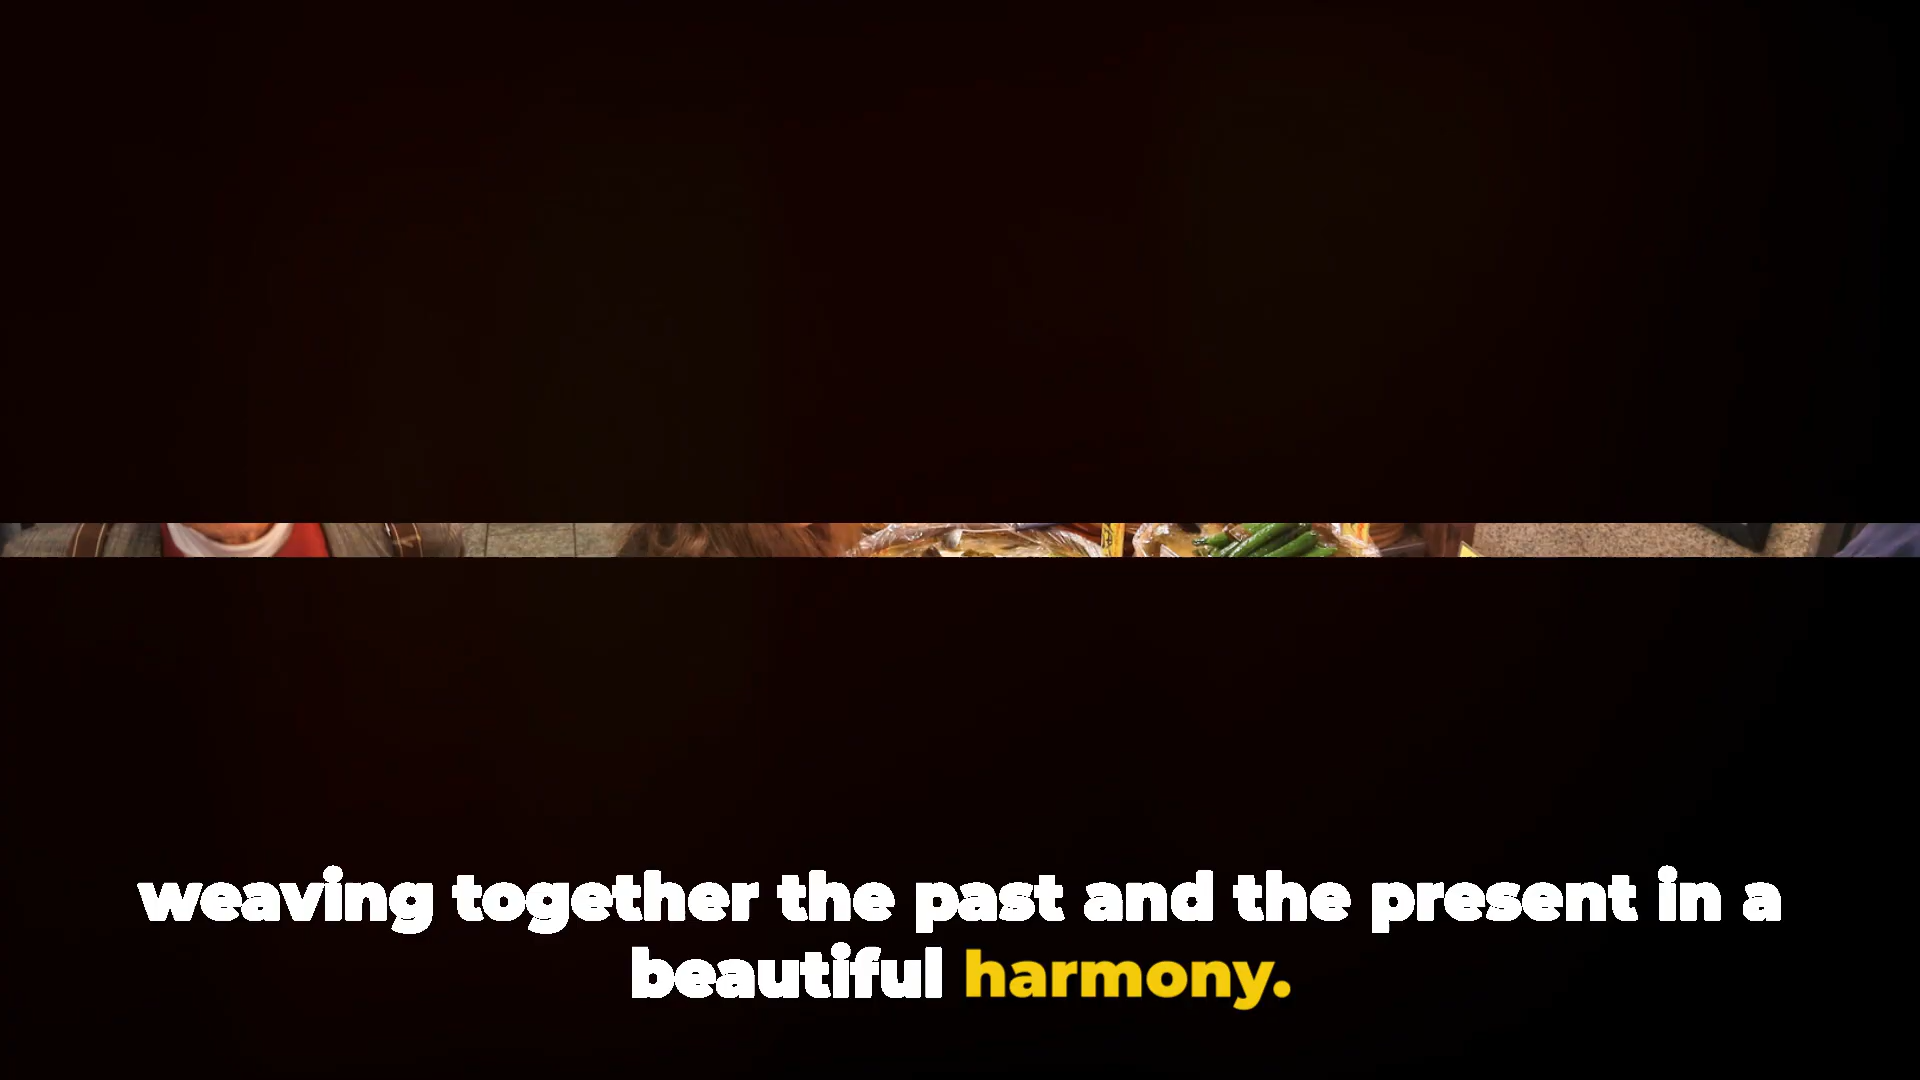 weaving together the past and the present in a
beautiful harmony.